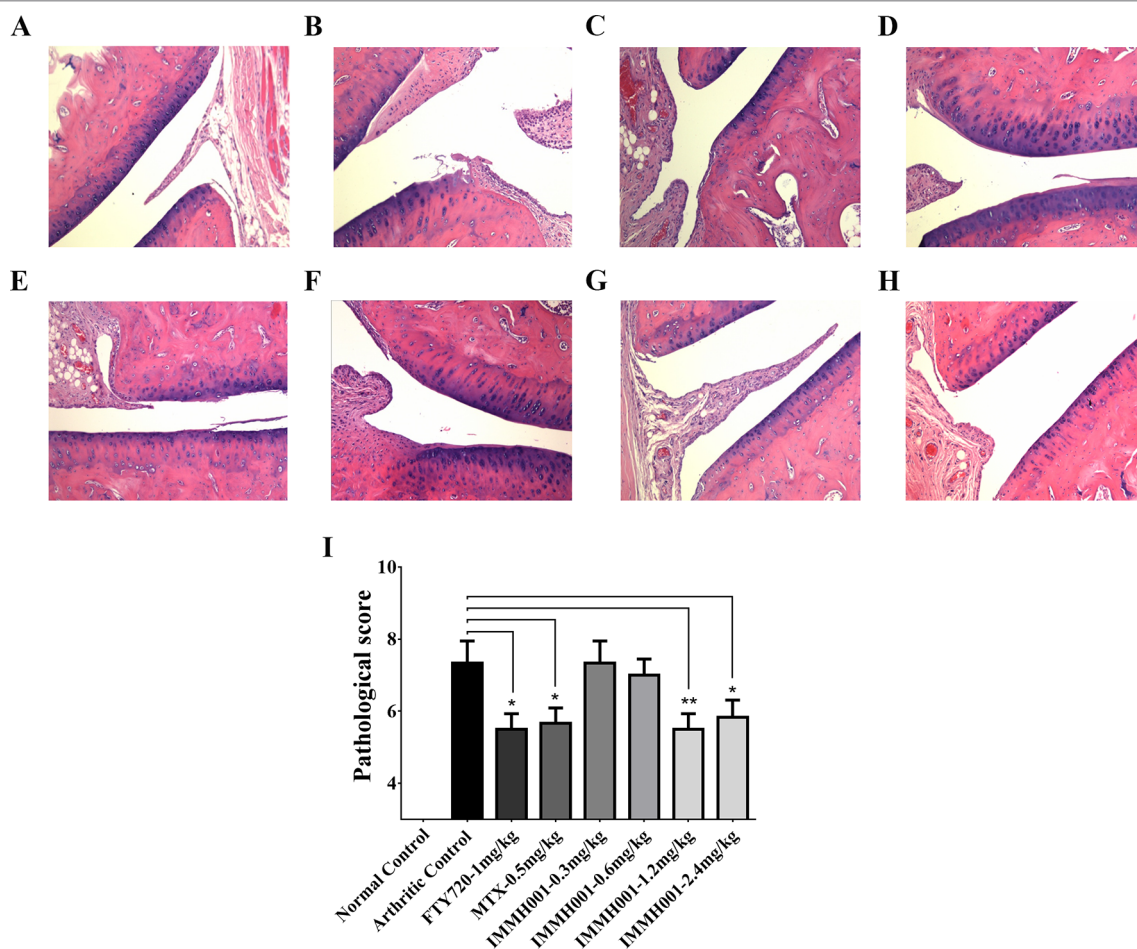 A
B
C
D
E
F
G
H
I
Pathological score
10
8
6
4
*
*
**
*
Normal Control
Arthritic Control
FTY720-1mg/kg
MTX-0.5mg/kg
IMMH001-0.3mg/kg
IMMH001-0.6mg/kg
IMMH001-1.2mg/kg
IMMH001-2.4mg/kg